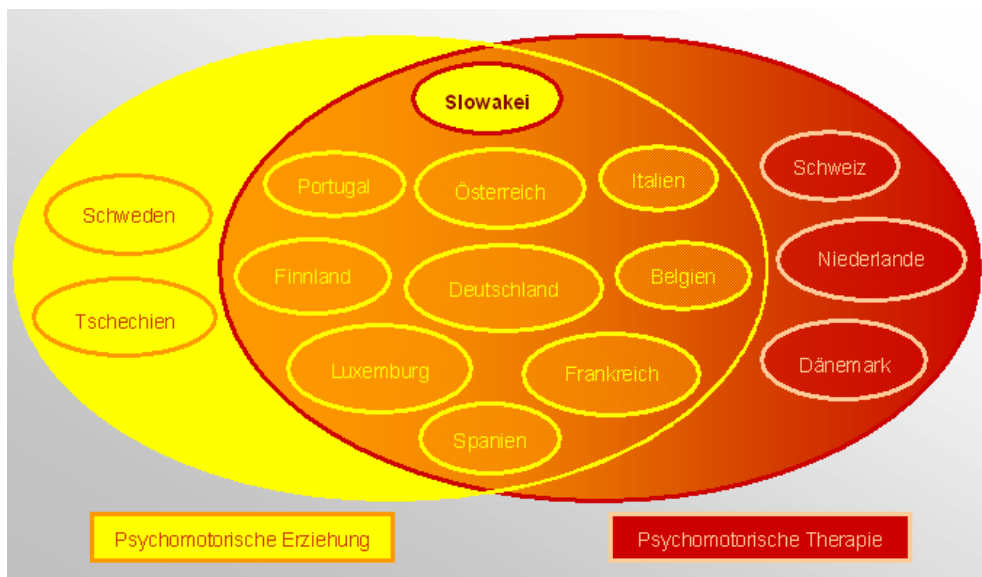 Slowakei
Portugal
Österreich
Italien
Schweiz
Schweden
Niederlande
Finnland
Deutschland
Belgien
Tschechien
Luxemburg
Frankreich
Dänemark
Spanien
Psychomotorische Erziehung
Psychomotorische Therapie